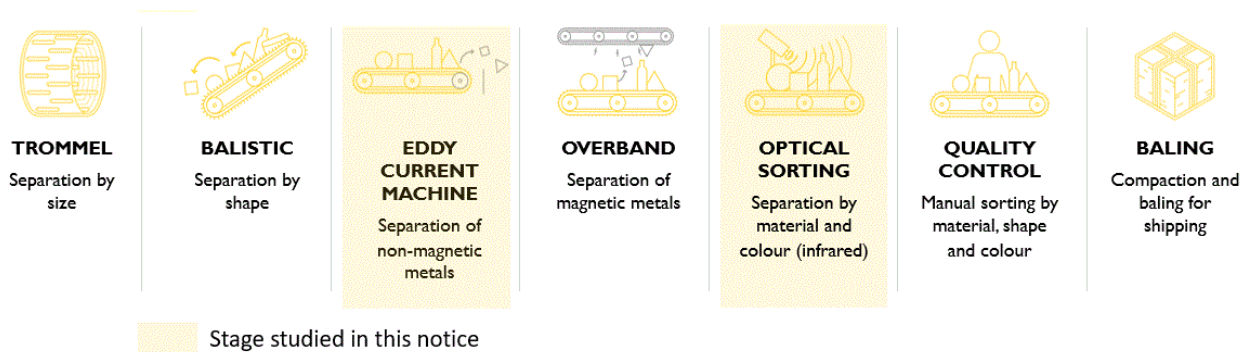 TROMMEL
Separation by
size
BALISTIC
Separation by
shape
EDDY
CURRENT
MACHINE
Separation of
non-magnetic
metals
OVERBAND
Separation of
magnetic metals
OPTICAL
SORTING
Separation by
material and
colour (infrared)
QUALITY
CONTROL
Manual sorting by
material, shape
and colour
BALING
Compaction and
baling for
shipping
Stage studied in this notice